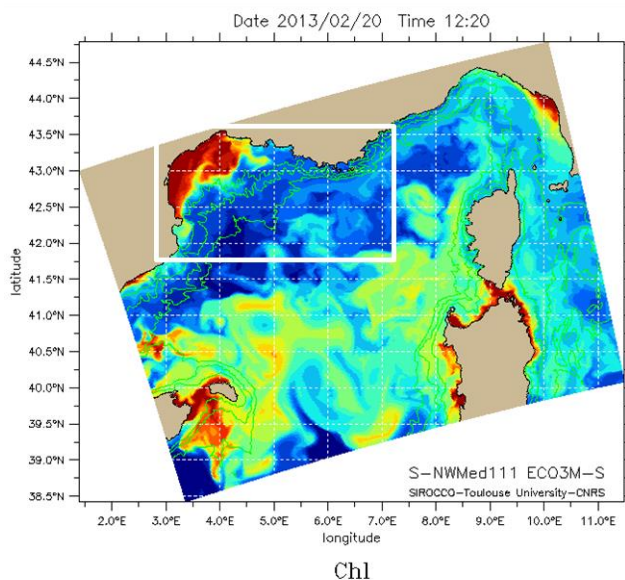 Date 2013/02/20 Time 12:20
44.5°N
44.0°N
43.5°N
43.0°N
42.5°N
42.0°N
41.5°N
41.0°N
40.5°N
40.0°N
39.5°N
39.0°N
38.5°N
latitude
S-NWMed111 ECO3M-S
SIROCCO-Toulouse University-CNRS
2.0°E 3.0°E 4.0°E 5.0°E 6.0°E 7.0°E 8.0°E 9.0°E 10.0°E 11.0°E
longitude
Chl